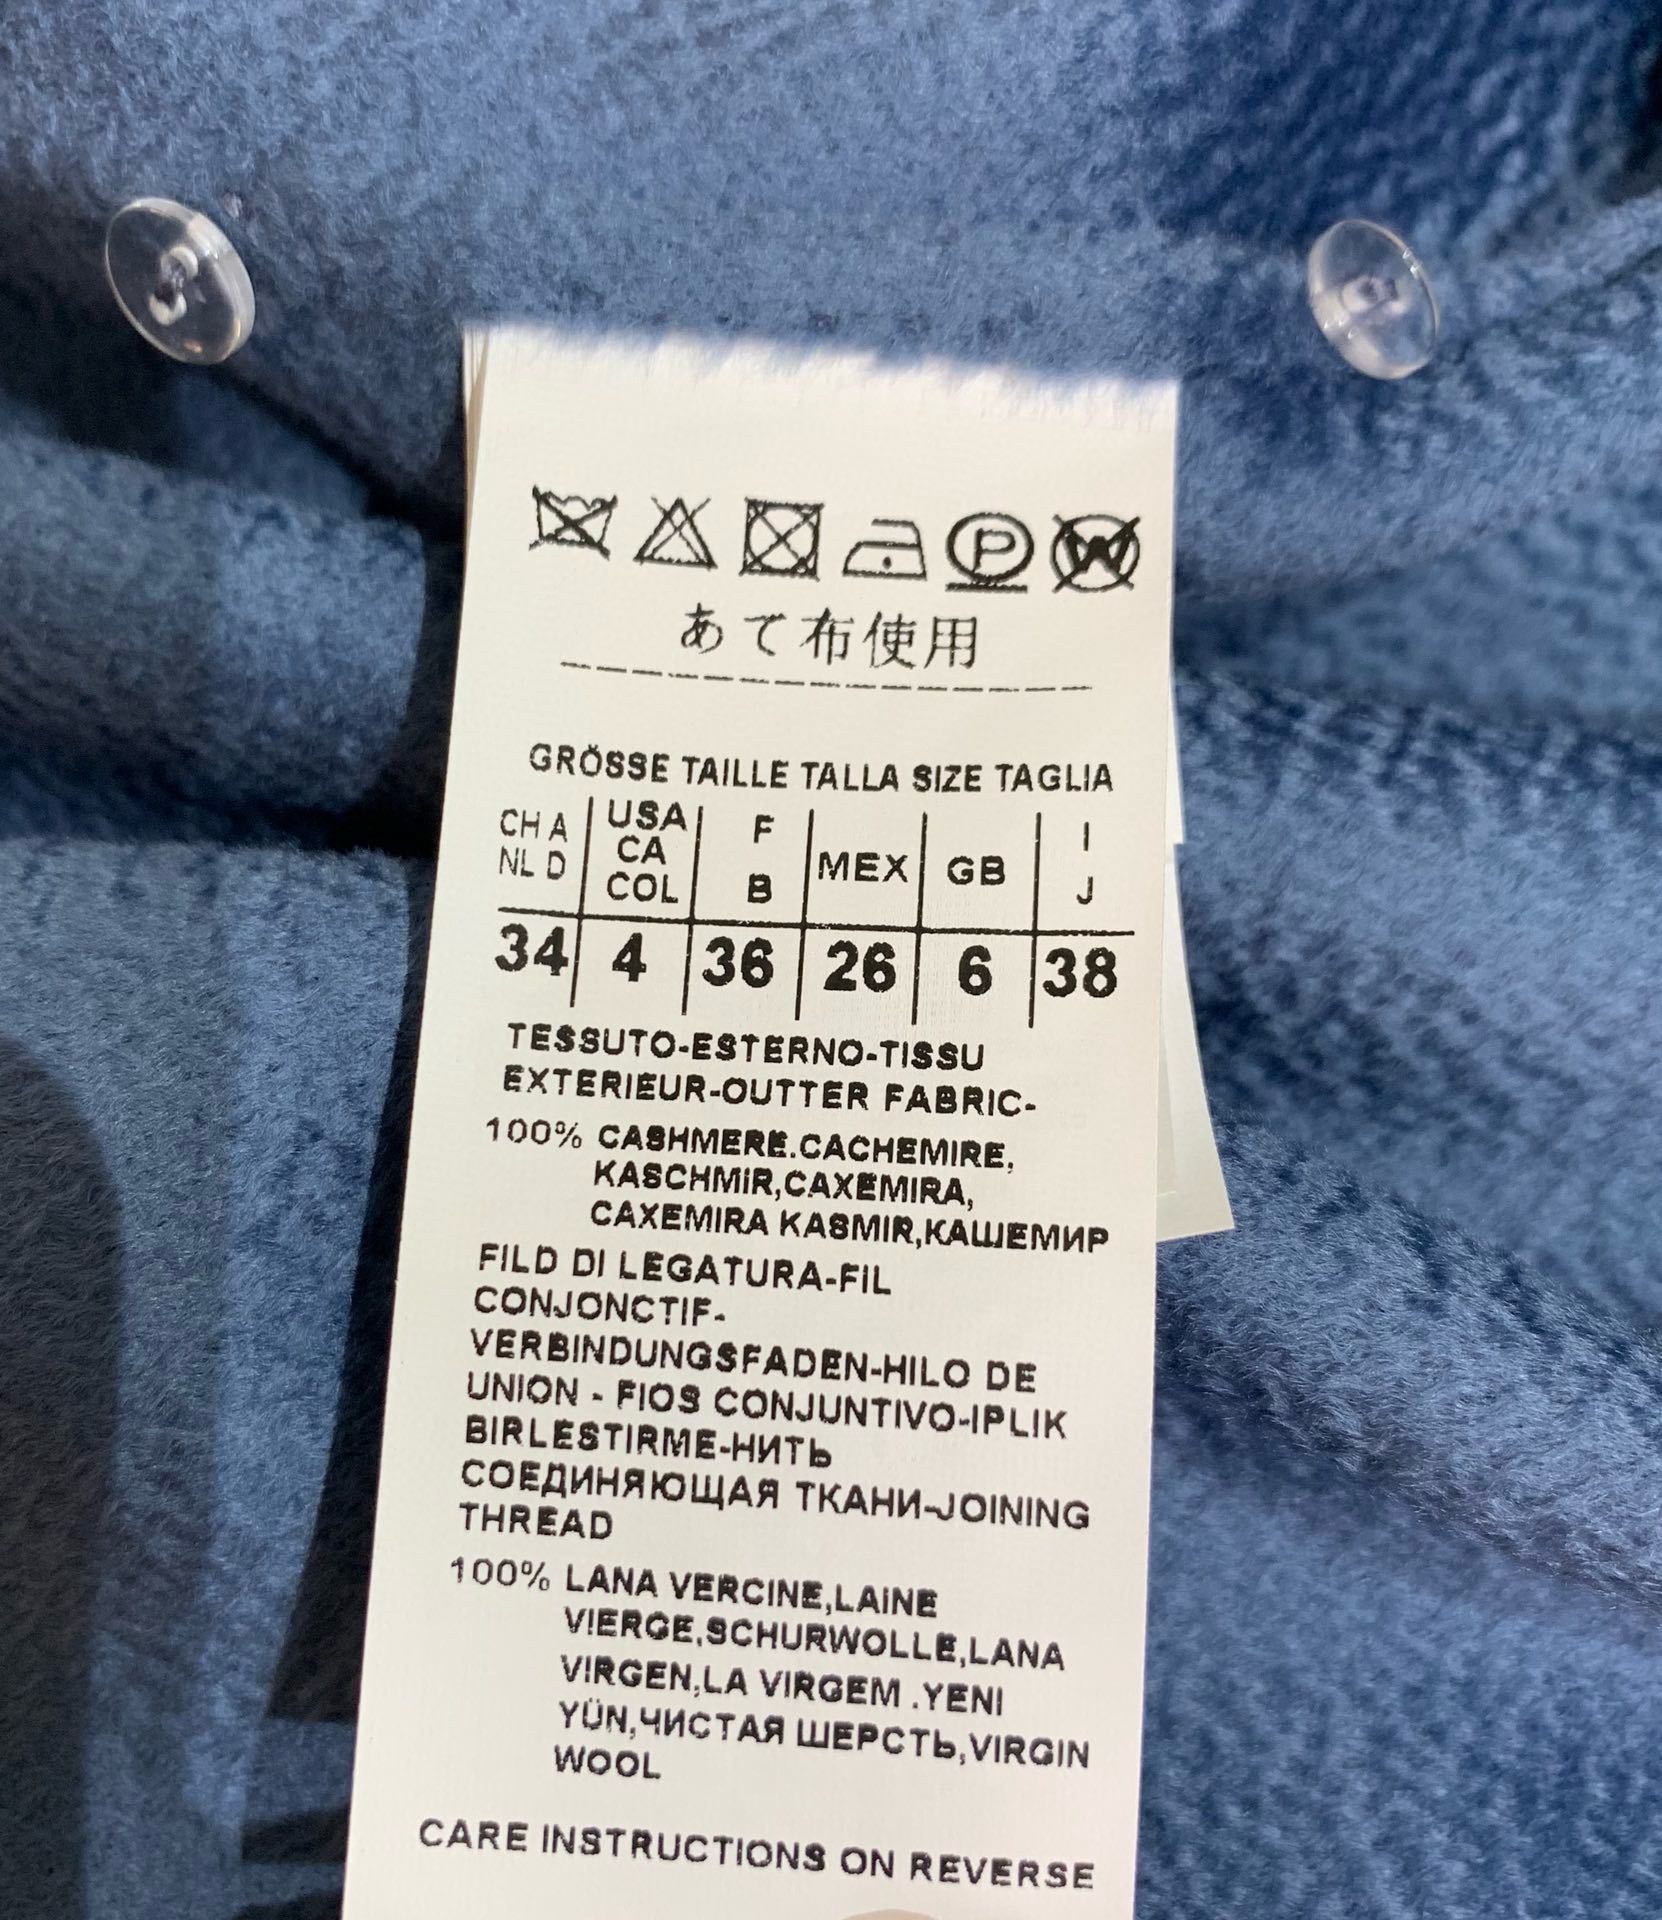 P W
あて布使用
GRÖSSE TAILLE TALLA SIZE TAGLIA
CH A NL D USA CA COL F B MEX GB I J
34 4 36 26 6 38
TESSUTO-ESTERNO-TISSU
EXTERIEUR-OUTTER FABRIC-
100% CASHMERE.CACHEMIRE,
KASCHMIR,CAXEMIRA,
CAXEMIRA KASMIR,КАШЕМИР
FILD DI LEGATURA-FIL
CONJONCTIF-
VERBINDUNGSFADEN-HILO DE
UNION - FIOS CONJUNTIVO-IPLIK
BIRLESTIRME-НИТЬ
СОЕДИНЯЮЩАЯ ТКАНИ-JOINING
THREAD
100% LANA VERCINE,LAINE
VIERGE,SCHURWOLLE,LANA
VIRGEN,LA VIRGEM .YENI
YÜN,ЧИСТАЯ ШЕРСТЬ,VIRGIN
WOOL
CARE INSTRUCTIONS ON REVERSE